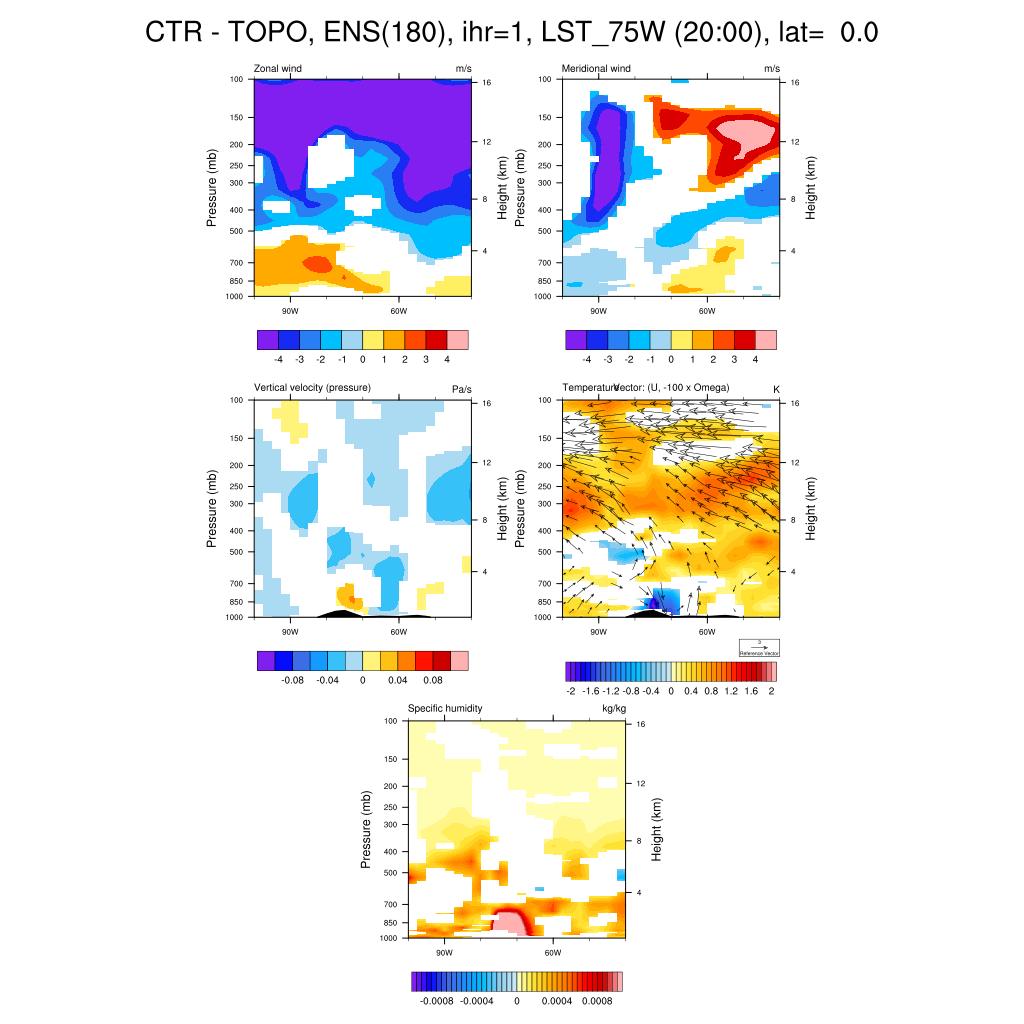 CTR - TOPO, ENS(180), ihr=1, LST_75W (20:00), lat= 0.0
Zonal wind m/s
Pressure (mb)
100
150
200
250
300
400
500
700
850
1000
16
12
8
4
Height (km)
90W 60W
-4 -3 -2 -1 0 1 2 3 4
Meridional wind m/s
Pressure (mb)
100
150
200
250
300
400
500
700
850
1000
16
12
8
4
Height (km)
90W 60W
-4 -3 -2 -1 0 1 2 3 4
Vertical velocity (pressure) Pa/s
Pressure (mb)
100
150
200
250
300
400
500
700
850
1000
16
12
8
4
Height (km)
90W 60W
-0.08 -0.04 0 0.04 0.08
Temperature Vector: (U, -100 x Omega) K
Pressure (mb)
100
150
200
250
300
400
500
700
850
1000
16
12
8
4
Height (km)
90W 60W
3
Reference Vector
-2 -1.6 -1.2 -0.8 -0.4 0 0.4 0.8 1.2 1.6 2
Specific humidity kg/kg
Pressure (mb)
100
150
200
250
300
400
500
700
850
1000
16
12
8
4
Height (km)
90W 60W
-0.0008 -0.0004 0 0.0004 0.0008